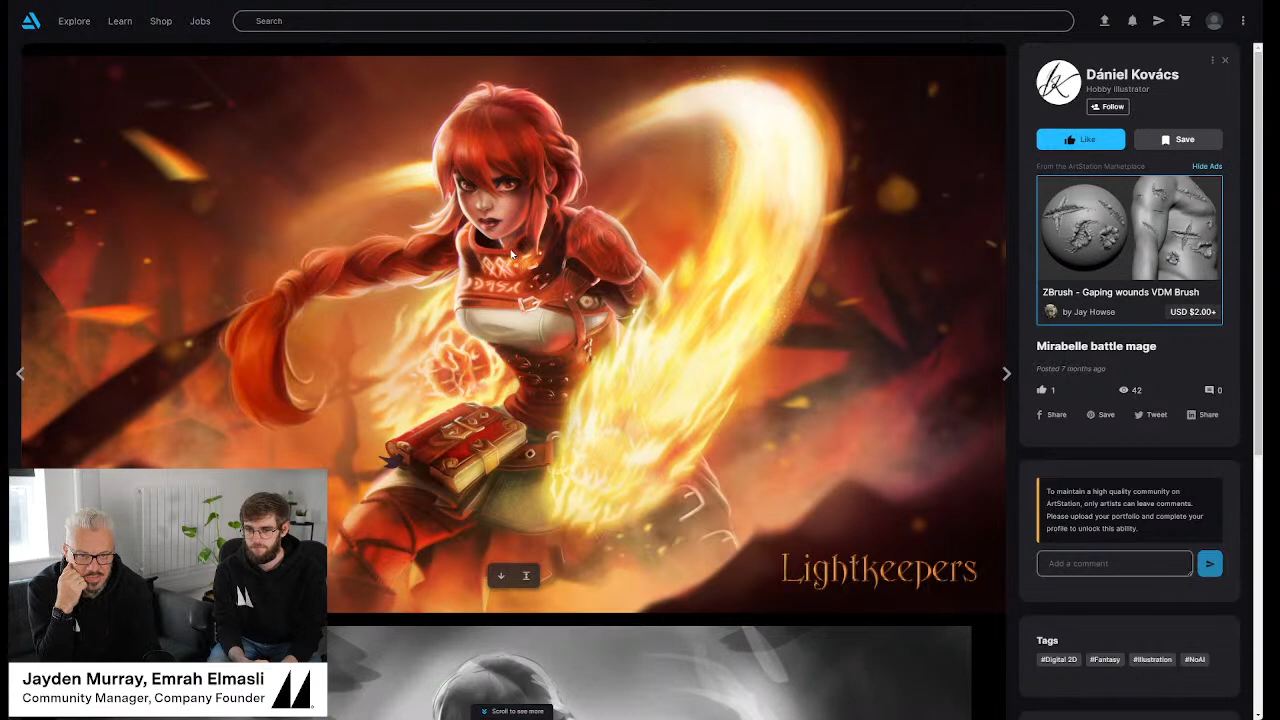 Explore Learn Shop Jobs Search
Dániel Kovács
Hobby Illustrator
Follow
Like Save
From the ArtStation Marketplace Hide Ads
ZBrush - Gaping wounds VDM Brush
by Jay Howse USD $2.00+
Mirabelle battle mage
Posted 7 months ago
1 42 0
Share Save Tweet Share
To maintain a high quality community on
ArtStation, only artists can leave comments.
Please upload your portfolio and complete your
profile to unlock this ability.
Add a comment
Lightkeepers
Tags
#Digital 2D #Fantasy #Illustration #NoAI
Jayden Murray, Emrah Elmasli
Community Manager, Company Founder
Scroll to see more